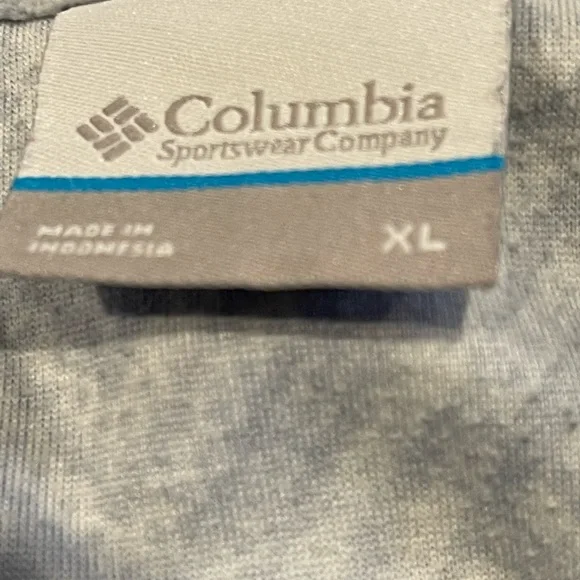 Columbia
Sportswear Company
MADE IN
INDONESIA
XL